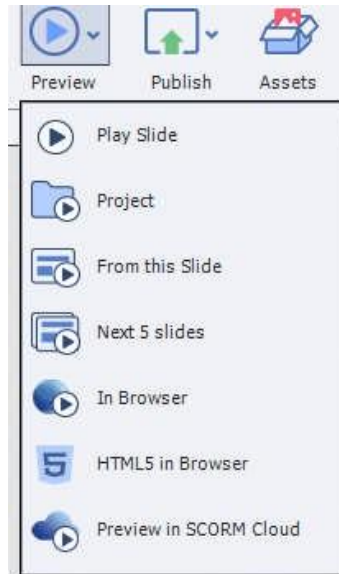 Preview
Publish
Assets
Play Slide
Project
From this Slide
Next 5 slides
In Browser
5
HTML5 in Browser
Preview in SCORM Cloud